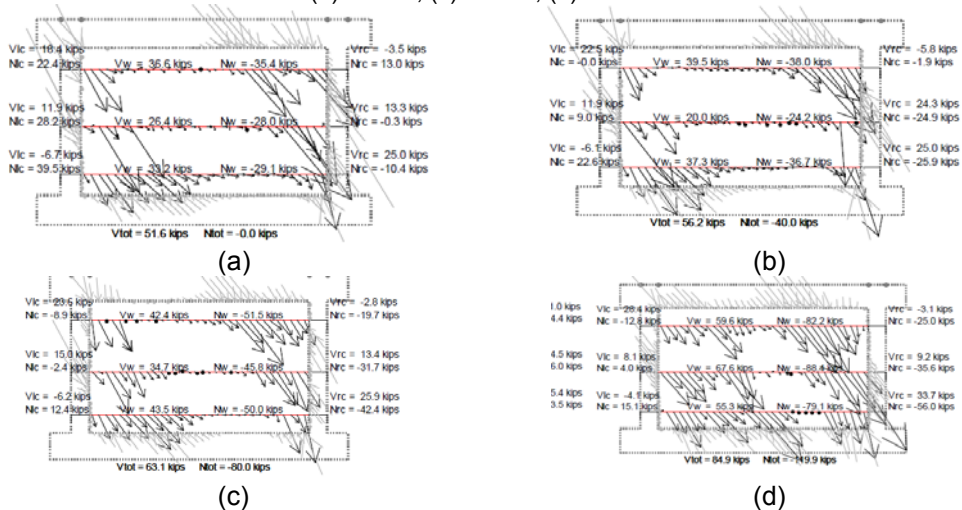 Vlc = 18.4 kips Vrc = -3.5 kips
Nlc = 22.4 kips Vw = 36.6 kips Nw = -35.4 kips Nrc = 13.0 kips
Vlc = 11.9 kips Vrc = 13.3 kips
Nlc = 28.2 kips Vw = 26.4 kips Nw = -28.0 kips Nrc = -0.3 kips
Vlc = -6.7 kips Vrc = 25.0 kips
Nlc = 39.5 kips Vw = 33.2 kips Nw = -29.1 kips Nrc = -10.4 kips
Vtot = 51.6 kips Ntot = -0.0 kips
(a)
Vlc = 22.5 kips Vrc = -5.8 kips
Nlc = -0.0 kips Vw = 39.5 kips Nw = -38.0 kips Nrc = -1.9 kips
Vlc = 11.9 kips Vrc = 24.3 kips
Nlc = 9.0 kips Vw = 20.0 kips Nw = -24.2 kips Nrc = -24.9 kips
Vlc = -6.1 kips Vrc = 25.0 kips
Nlc = 22.6 kips Vw = 37.3 kips Nw = -36.7 kips Nrc = -25.9 kips
Vtot = 56.2 kips Ntot = -40.0 kips
(b)
Vlc = 23.5 kips Vrc = -2.8 kips
Nlc = -8.9 kips Vw = 42.4 kips Nw = -51.5 kips Nrc = -19.7 kips
Vlc = 15.0 kips Vrc = 13.4 kips
Nlc = -2.4 kips Vw = 34.7 kips Nw = -45.8 kips Nrc = -31.7 kips
Vlc = -6.2 kips Vrc = 25.9 kips
Nlc = 12.4 kips Vw = 43.5 kips Nw = -50.0 kips Nrc = -42.4 kips
Vtot = 63.1 kips Ntot = -80.0 kips
(c)
1.0 kips Vlc = 28.4 kips Vrc = -3.1 kips
4.4 kips Nlc = -12.8 kips Vw = 59.6 kips Nw = -82.2 kips Nrc = -25.0 kips
4.5 kips Vlc = 8.1 kips Vrc = 9.2 kips
6.0 kips Nlc = 4.0 kips Vw = 67.6 kips Nw = -88.4 kips Nrc = -35.6 kips
5.4 kips Vlc = -4.1 kips Vrc = 33.7 kips
3.5 kips Nlc = 15.1 kips Vw = 55.3 kips Nw = -79.1 kips Nrc = -56.0 kips
Vtot = 84.9 kips Ntot = -119.9 kips
(d)